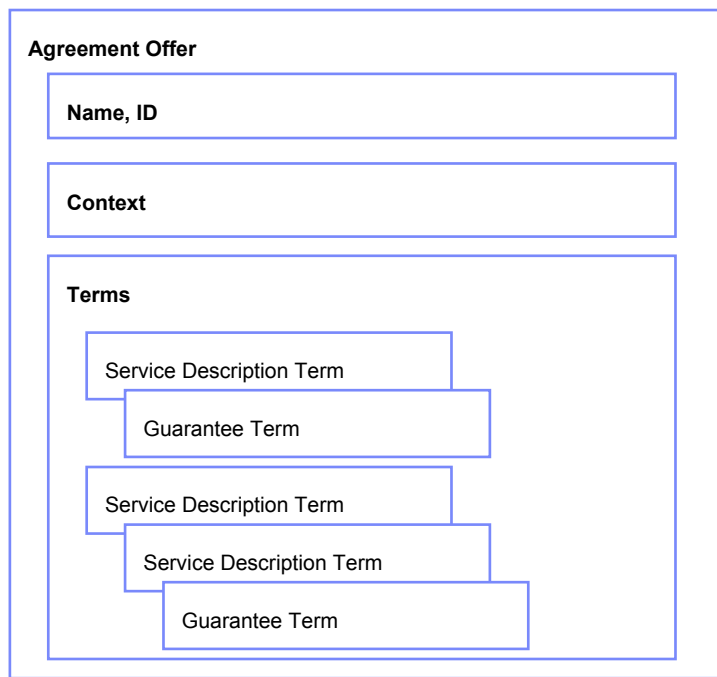 Agreement Offer
Name, ID
Context
Terms
Service Description Term
Guarantee Term
Service Description Term
Service Description Term
Guarantee Term